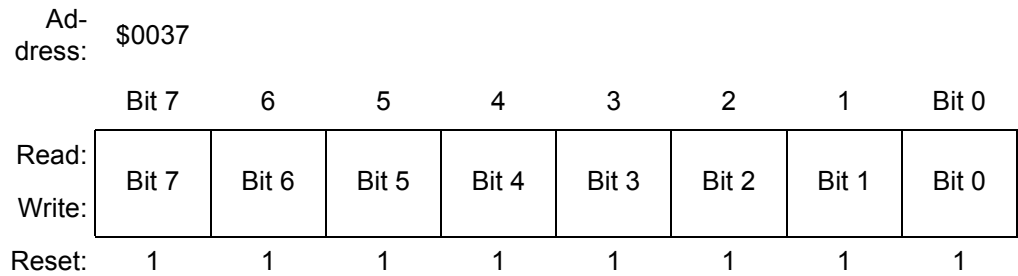 Ad-
dress: $0037
Bit 7 6 5 4 3 2 1 Bit 0
Read:
Bit 7 Bit 6 Bit 5 Bit 4 Bit 3 Bit 2 Bit 1 Bit 0
Write:
Reset: 1 1 1 1 1 1 1 1